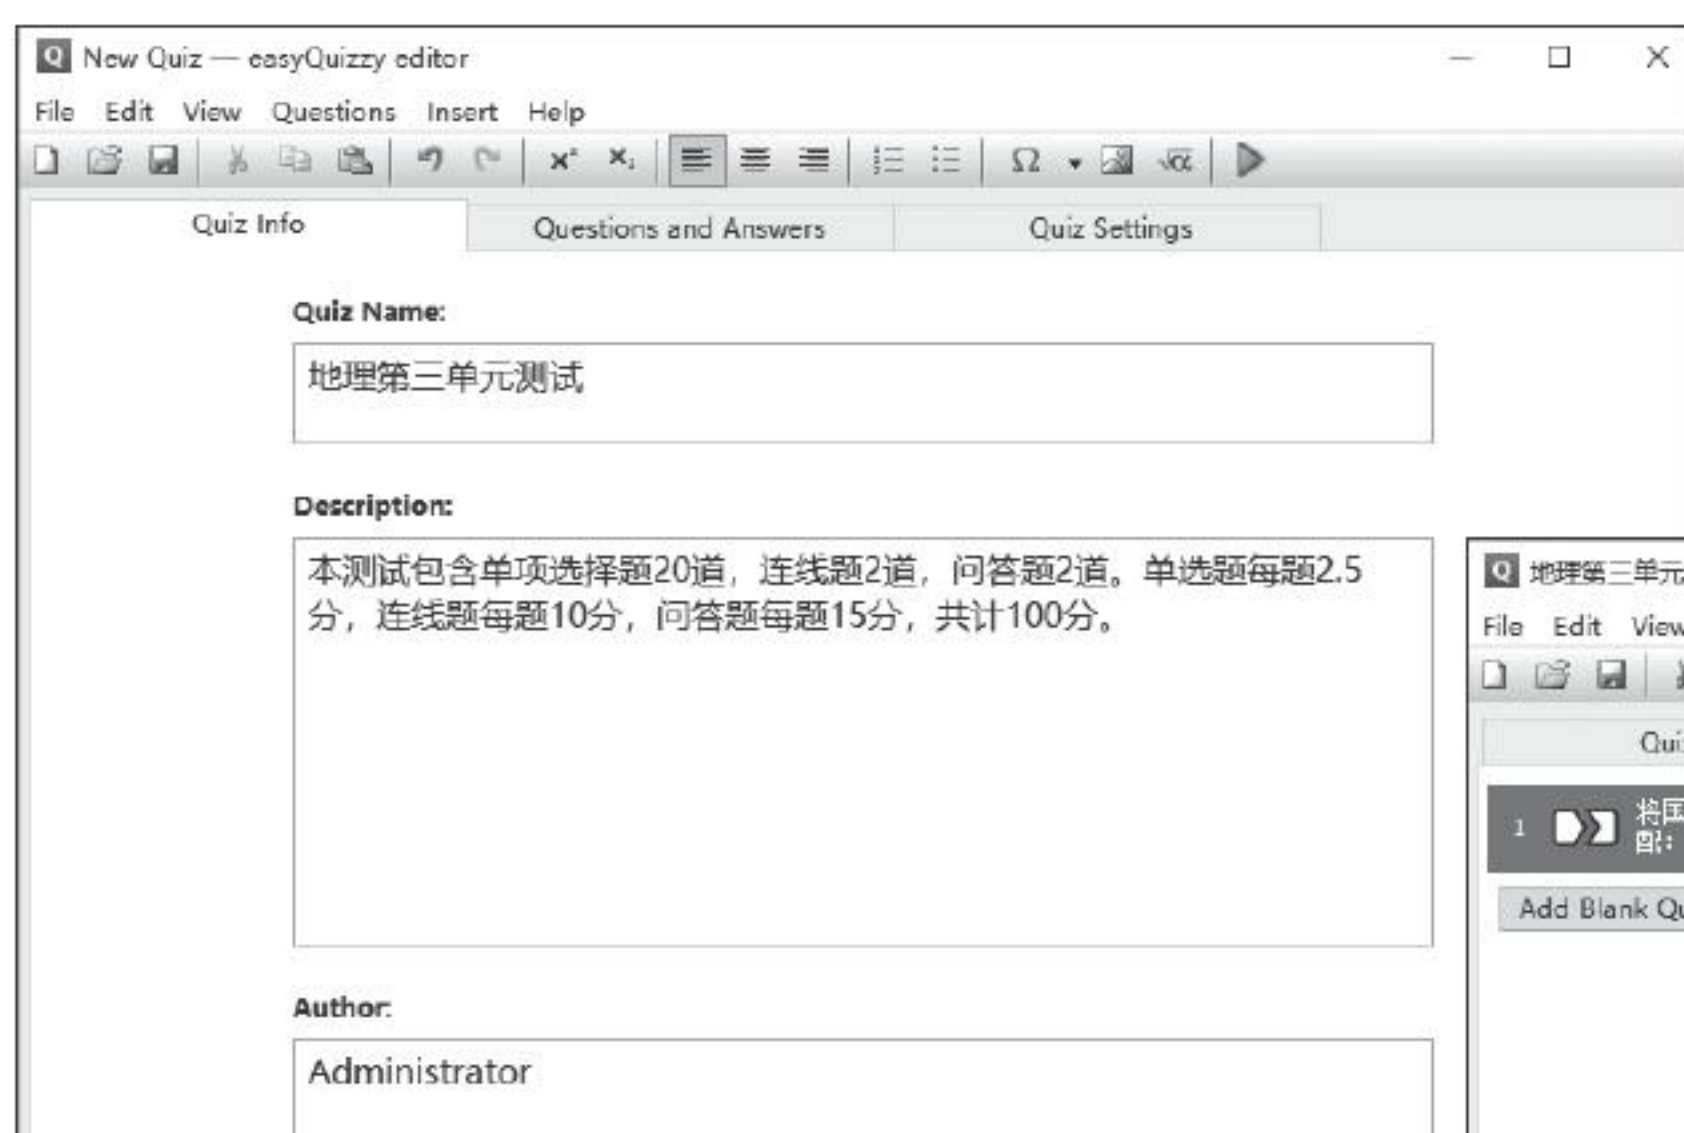 New Quiz — easyQuizzy editor
File Edit View Questions Insert Help
Quiz Info Questions and Answers Quiz Settings
Quiz Name:
地理第三单元测试
Description:
本测试包含单项选择题20道，连线题2道，问答题2道。单选题每题2.5
分，连线题每题10分，问答题每题15分，共计100分。
Author:
Administrator
地理第三单元
File Edit View
1 将国
配：
Add Blank